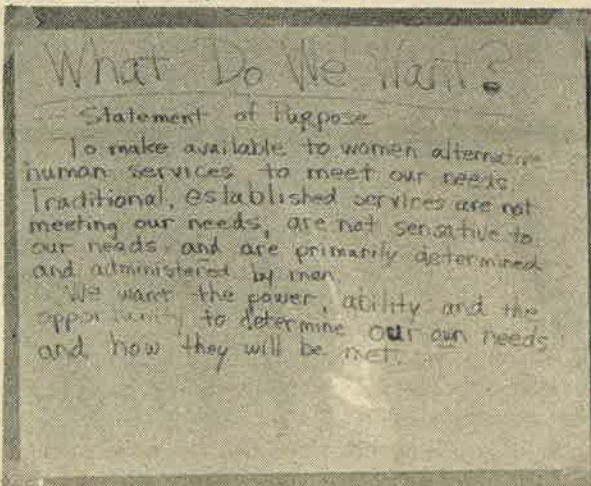 What Do We Want?
Statement of Purpose
To make available to women alternative
human services to meet our needs.
Traditional, established services are not
meeting our needs, are not sensative to
our needs and are primarily determined
and administered by men.
We want the power, ability and the
opportunity to determine our own needs
and how they will be met.